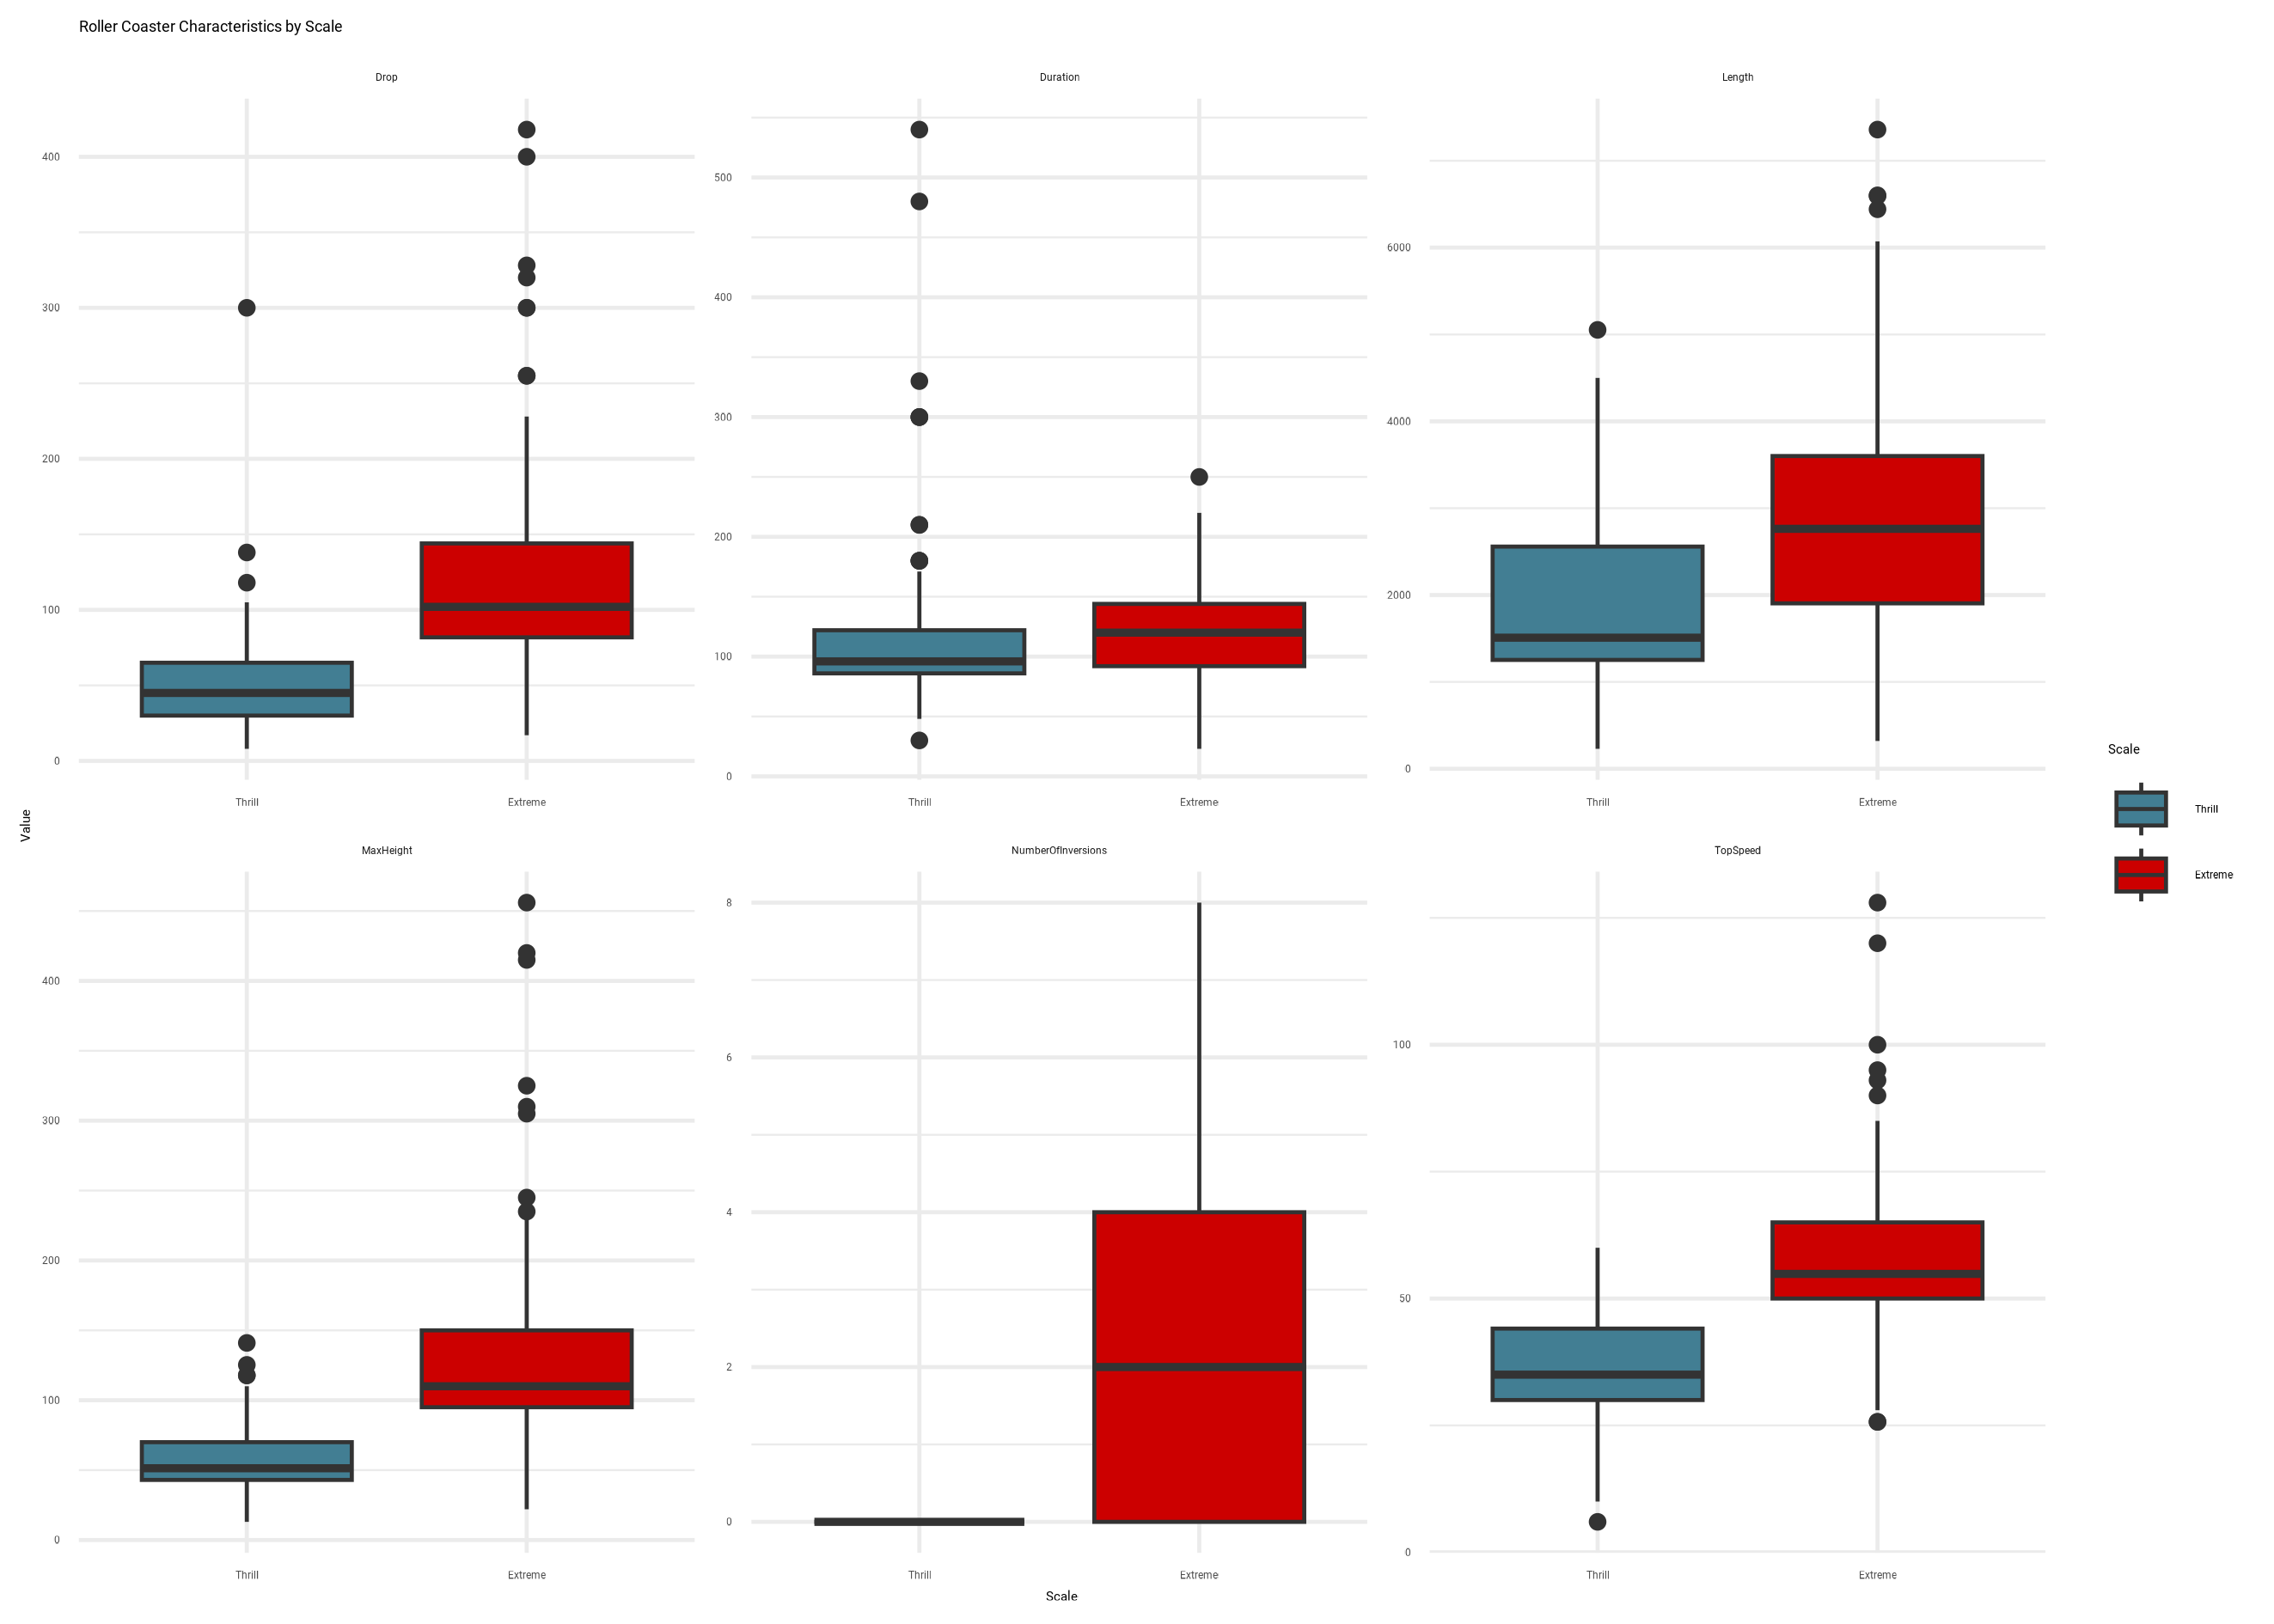 Roller Coaster Characteristics by Scale
Drop
Duration
Length
400
300
200
100
0
500
400
300
200
100
0
6000
4000
2000
0
Thrill
Extreme
Thrill
Extreme
Thrill
Extreme
Value
MaxHeight
NumberOfInversions
TopSpeed
400
300
200
100
0
8
6
4
2
0
100
50
0
Thrill
Extreme
Thrill
Extreme
Thrill
Extreme
Scale
Scale
Thrill
Extreme